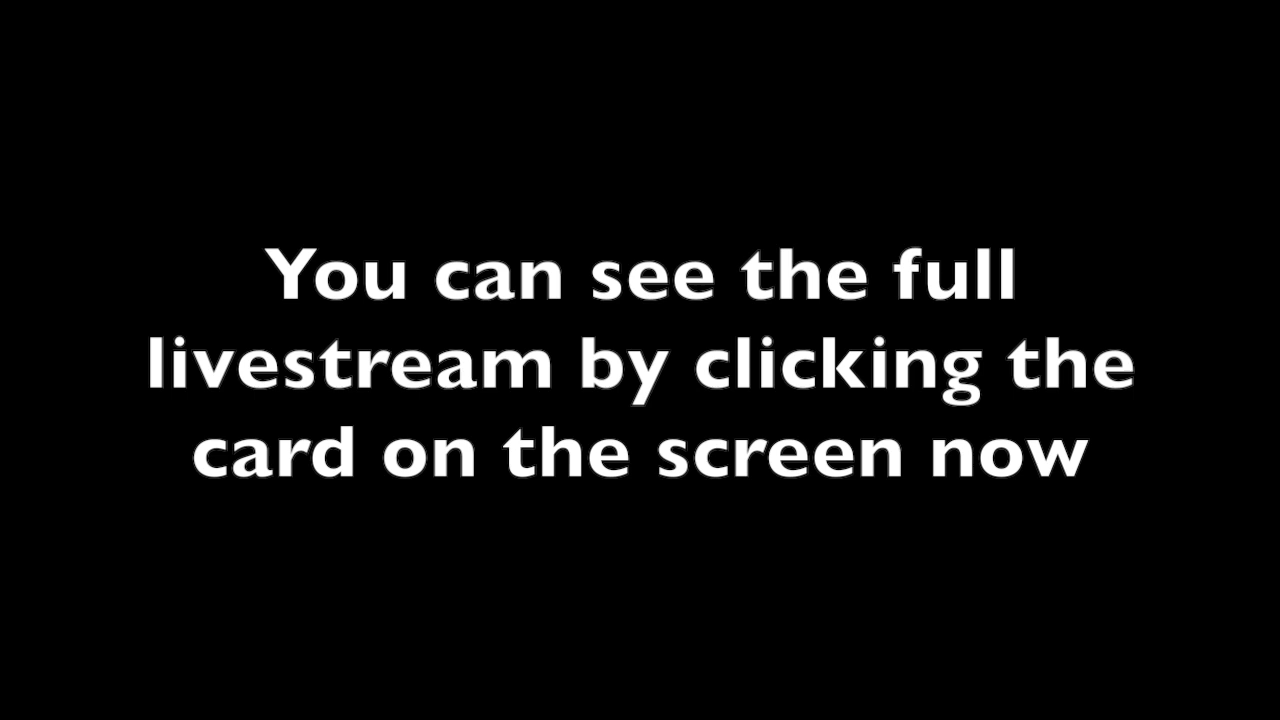 You can see the full
livestream by clicking the
card on the screen now